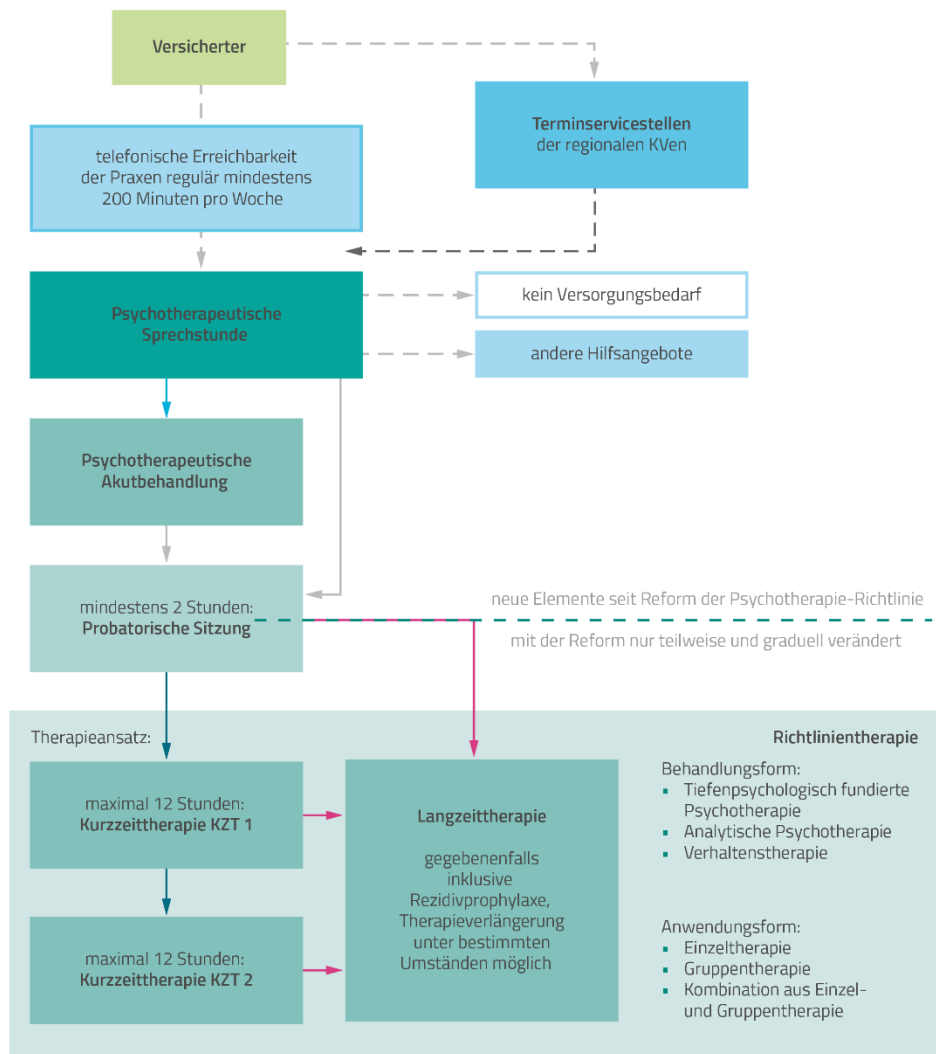 Versicherter
Terminservicestellen
der regionalen KVen
telefonische Erreichbarkeit
der Praxen regulär mindestens
200 Minuten pro Woche
Psychotherapeutische
Sprechstunde
kein Versorgungsbedarf
andere Hilfsangebote
Psychotherapeutische
Akutbehandlung
mindestens 2 Stunden:
Probatorische Sitzung
neue Elemente seit Reform der Psychotherapie-Richtlinie
mit der Reform nur teilweise und graduell verändert
Therapieansatz:
Richtlinientherapie
maximal 12 Stunden:
Kurzzeittherapie KZT 1
maximal 12 Stunden:
Kurzzeittherapie KZT 2
Langzeittherapie
gegebenenfalls
inklusive
Rezidivprophylaxe,
Therapieverlängerung
unter bestimmten
Umständen möglich
Behandlungsform:
▪ Tiefenpsychologisch fundierte
Psychotherapie
▪ Analytische Psychotherapie
▪ Verhaltenstherapie
Anwendungsform:
▪ Einzeltherapie
▪ Gruppentherapie
▪ Kombination aus Einzel-
und Gruppentherapie